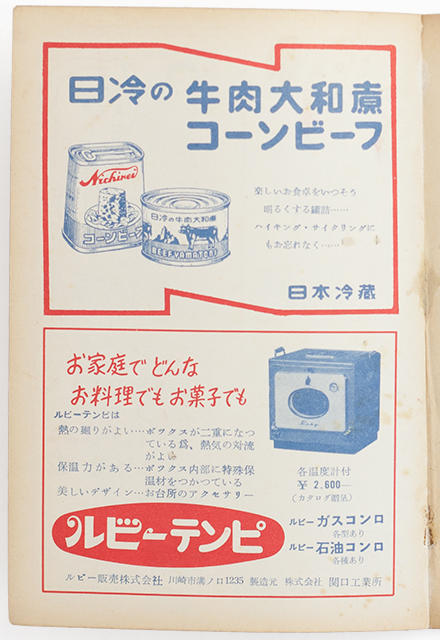 日冷の 牛肉大和煮
コーンビーフ
Nichirei
コーンビーフ
日冷の牛肉大和煮
BEEF YAMATONI
楽しいお食卓をいつそう
明るくする罐詰……
ハイキング・サイクリングに
もお忘れなく……
日本冷蔵
お家庭で どんな
お料理でも お菓子でも
ルビーテンピは
熱の廻りがよい…ボックスが二重になつ
ている爲、熱気の対流
がよい
保温力がある…ボックス内部に特殊保
温材をつかつている
美しいデザイン…お台所のアクセサリー
Ruby
各温度計付
¥ 2.600—
(カタログ贈呈)
ルビーテンピ
ルビー ガスコンロ
各型あり
ルビー 石油コンロ
各種あり
ルビー販売株式会社 川崎市溝ノ口1235 製造元 株式会社 関口工業所